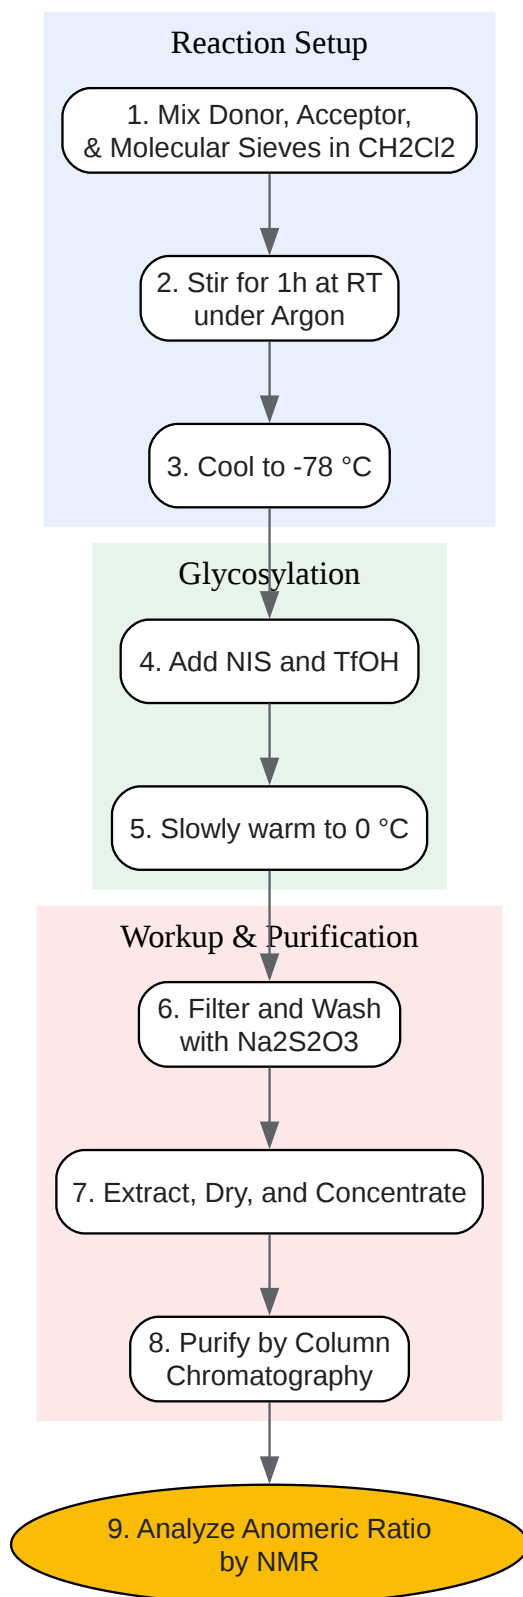 Reaction Setup
1. Mix Donor, Acceptor,
& Molecular Sieves in CH2Cl2
2. Stir for 1h at RT
under Argon
3. Cool to -78 °C
Glycosylation
4. Add NIS and TfOH
5. Slowly warm to 0 °C
Workup & Purification
6. Filter and Wash
with Na2S2O3
7. Extract, Dry, and Concentrate
8. Purify by Column
Chromatography
9. Analyze Anomeric Ratio
by NMR